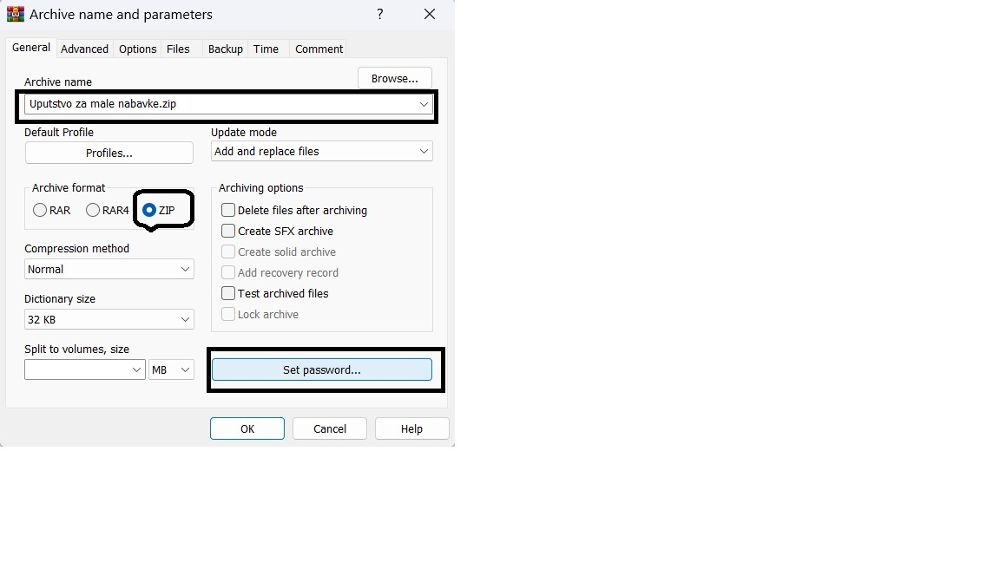 Archive name and parameters ?
General Advanced Options Files Backup Time Comment
Archive name
Browse...
Uputstvo za male nabavke.zip
Default Profile
Profiles...
Update mode
Add and replace files
Archive format
RAR RAR4 ZIP
Compression method
Normal
Dictionary size
32 KB
Split to volumes, size
MB
Archiving options
Delete files after archiving
Create SFX archive
Create solid archive
Add recovery record
Test archived files
Lock archive
Set password...
OK Cancel Help